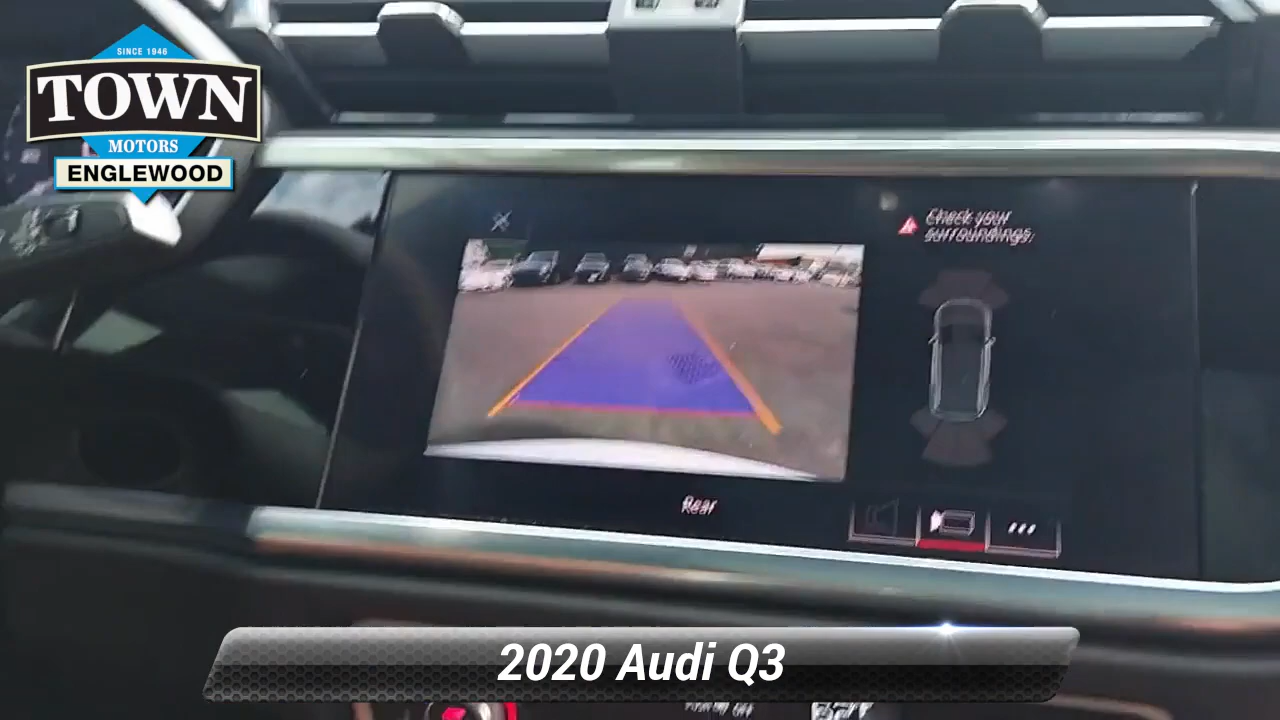 SINCE 1946
TOWN
MOTORS
ENGLEWOOD
Check your
surroundings.
Rear
2020 Audi Q3